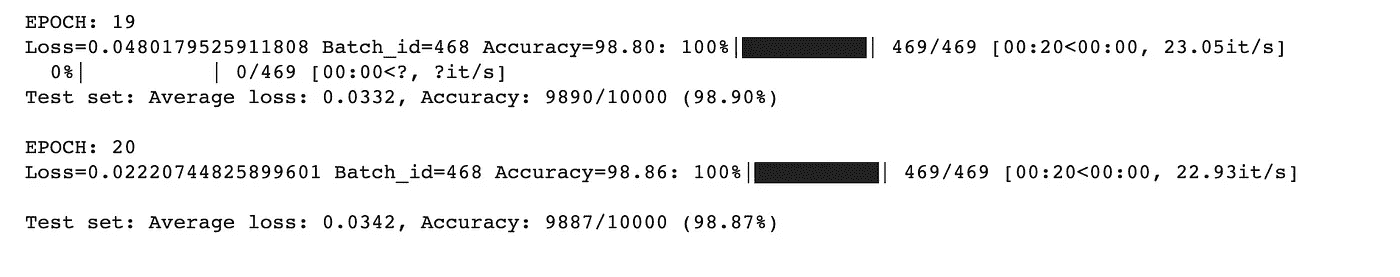 EPOCH: 19
Loss=0.0480179525911808 Batch_id=468 Accuracy=98.80: 100%|██████████| 469/469 [00:20<00:00, 23.05it/s]
0%| | 0/469 [00:00<?, ?it/s]
Test set: Average loss: 0.0332, Accuracy: 9890/10000 (98.90%)
EPOCH: 20
Loss=0.02220744825899601 Batch_id=468 Accuracy=98.86: 100%|██████████| 469/469 [00:20<00:00, 22.93it/s]
Test set: Average loss: 0.0342, Accuracy: 9887/10000 (98.87%)